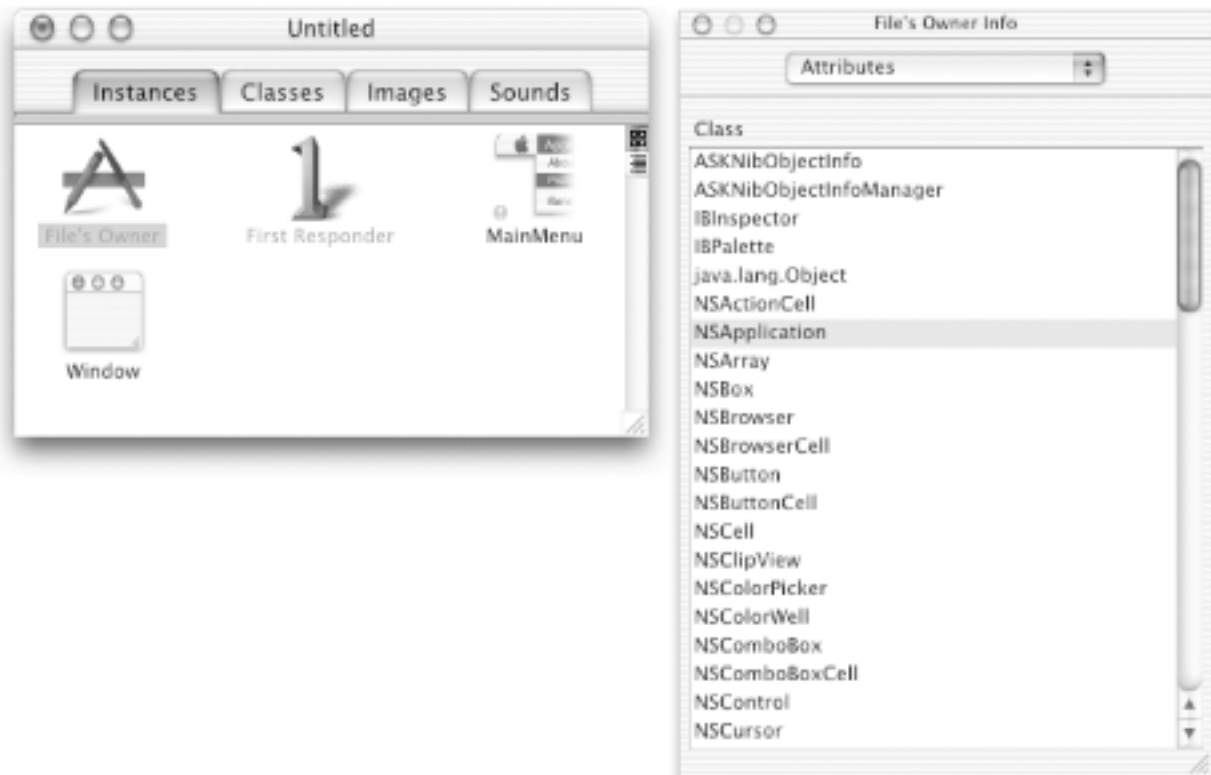 Untitled
Instances Classes Images Sounds
File's Owner First Responder MainMenu
Window
File's Owner Info
Attributes
Class
ASKNibObjectInfo
ASKNibObjectInfoManager
IBInspector
IBPalette
java.lang.Object
NSActionCell
NSApplication
NSArray
NSBox
NSBrowser
NSBrowserCell
NSButton
NSButtonCell
NSCell
NSClipView
NSColorPicker
NSColorWell
NSComboBox
NSComboBoxCell
NSControl
NSCursor